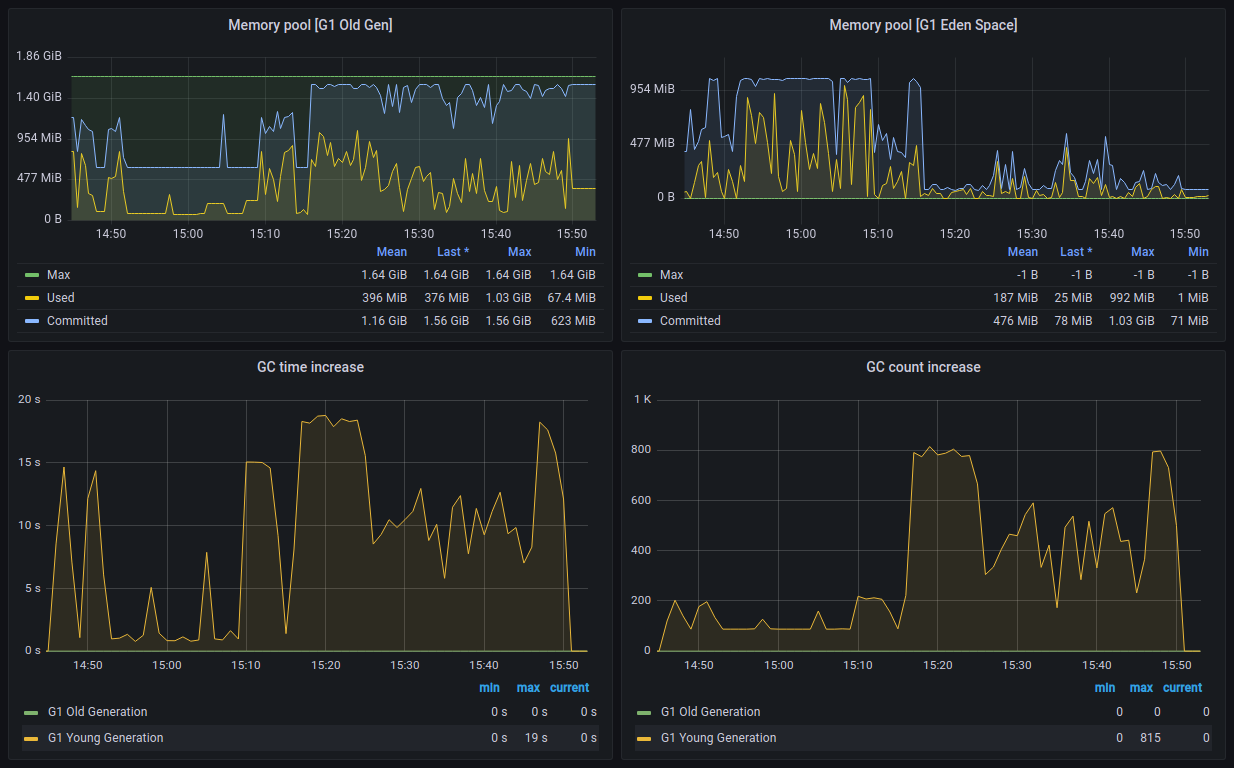 Memory pool [G1 Old Gen]
1.86 GiB
1.40 GiB
954 MiB
477 MiB
0 B
14:50 15:00 15:10 15:20 15:30 15:40 15:50
Mean Last * Max Min
Max 1.64 GiB 1.64 GiB 1.64 GiB 1.64 GiB
Used 396 MiB 376 MiB 1.03 GiB 67.4 MiB
Committed 1.16 GiB 1.56 GiB 1.56 GiB 623 MiB
Memory pool [G1 Eden Space]
954 MiB
477 MiB
0 B
14:50 15:00 15:10 15:20 15:30 15:40 15:50
Mean Last * Max Min
Max -1 B -1 B -1 B -1 B
Used 187 MiB 25 MiB 992 MiB 1 MiB
Committed 476 MiB 78 MiB 1.03 GiB 71 MiB
GC time increase
20 s
15 s
10 s
5 s
0 s
14:50 15:00 15:10 15:20 15:30 15:40 15:50
min max current
G1 Old Generation 0 s 0 s 0 s
G1 Young Generation 0 s 19 s 0 s
GC count increase
1 K
800
600
400
200
0
14:50 15:00 15:10 15:20 15:30 15:40 15:50
min max current
G1 Old Generation 0 0 0
G1 Young Generation 0 815 0